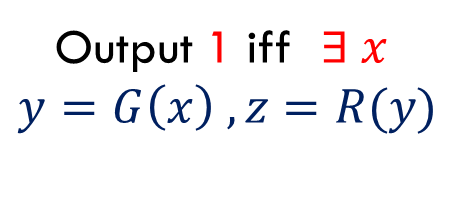 Output 1 iff ∃ x
y = G(x) , z = R(y)